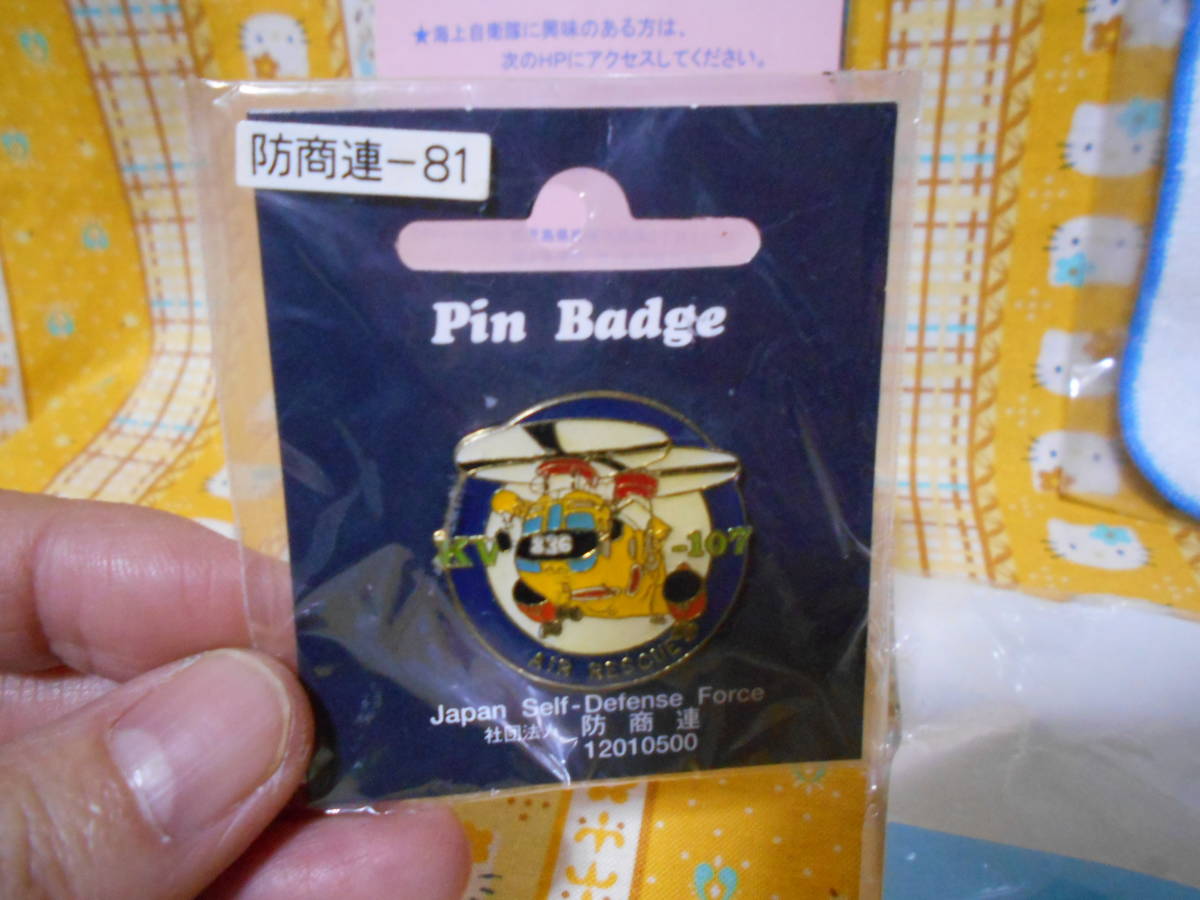 ★海上自衛隊に興味のある方は、
次のHPにアクセスしてください。
防商連-81
Pin Badge
KV 836 -107
AIR RESCUE
Japan Self-Defense Force
社団法人 防商連
12010500